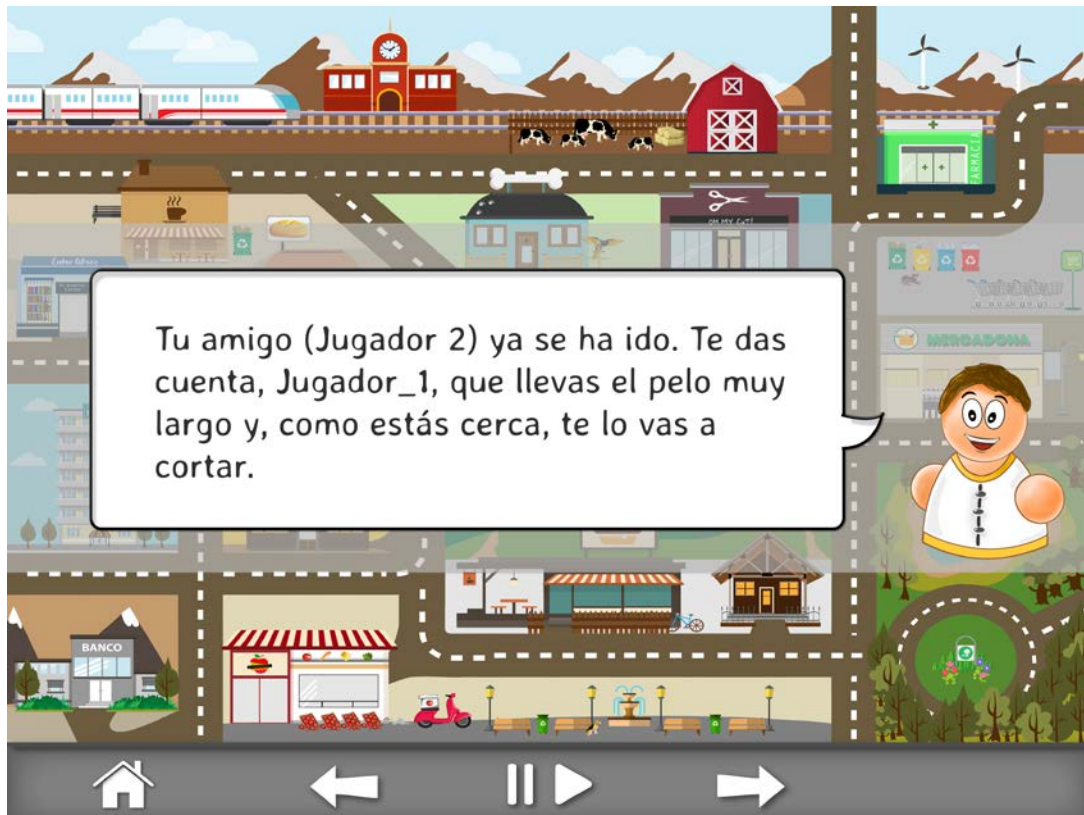 FARMACIA
OH MY CUT!
MERCADONA
Tu amigo (Jugador 2) ya se ha ido. Te das
cuenta, Jugador_1, que llevas el pelo muy
largo y, como estás cerca, te lo vas a
cortar.
BANCO